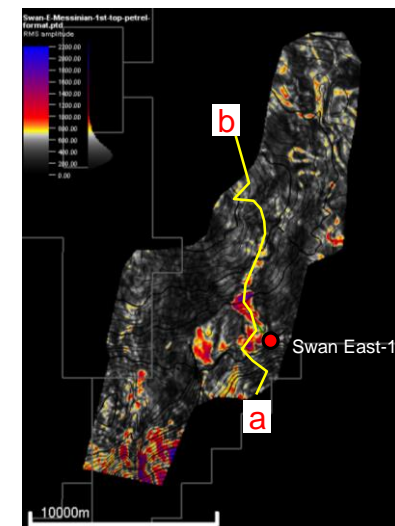 Swan-E-Messinian-1st-top-petrel-
format.ptd
RMS amplitude
2200.00
2000.00
1800.00
1600.00
1400.00
1200.00
1000.00
800.00
600.00
400.00
200.00
0.00
b
Swan East-1
a
10000m